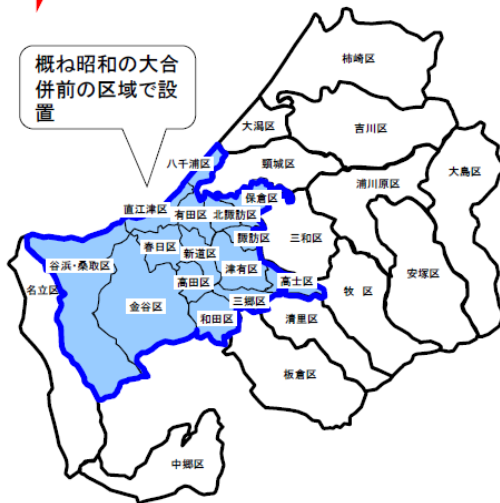 概ね昭和の大合
併前の区域で設
置
柿崎区
大潟区
吉川区
八千浦区
頸城区
大島区
浦川原区
保倉区
直江津区
有田区
北諏訪区
春日区
新道区
諏訪区
三和区
谷浜・桑取区
津有区
安塚区
名立区
高田区
高士区
牧 区
金谷区
三郷区
和田区
清里区
板倉区
中郷区